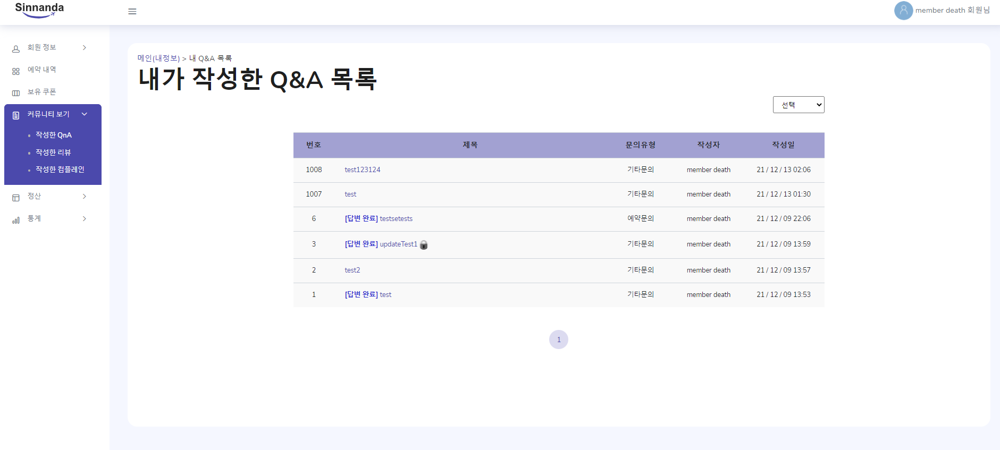 Sinnanda
member death 회원님
회원 정보
예약 내역
보유 쿠폰
커뮤니티 보기
작성한 QnA
작성한 리뷰
작성한 컴플레인
정산
통계
메인(내정보) > 내 Q&A 목록
내가 작성한 Q&A 목록
선택
번호 제목 문의유형 작성자 작성일
1008 test123124 기타문의 member death 21 / 12 / 13 02:06
1007 test 기타문의 member death 21 / 12 / 13 01:30
6 [답변 완료] testsetests 예약문의 member death 21 / 12 / 09 22:06
3 [답변 완료] updateTest1 기타문의 member death 21 / 12 / 09 13:59
2 test2 기타문의 member death 21 / 12 / 09 13:57
1 [답변 완료] test 기타문의 member death 21 / 12 / 09 13:53
1